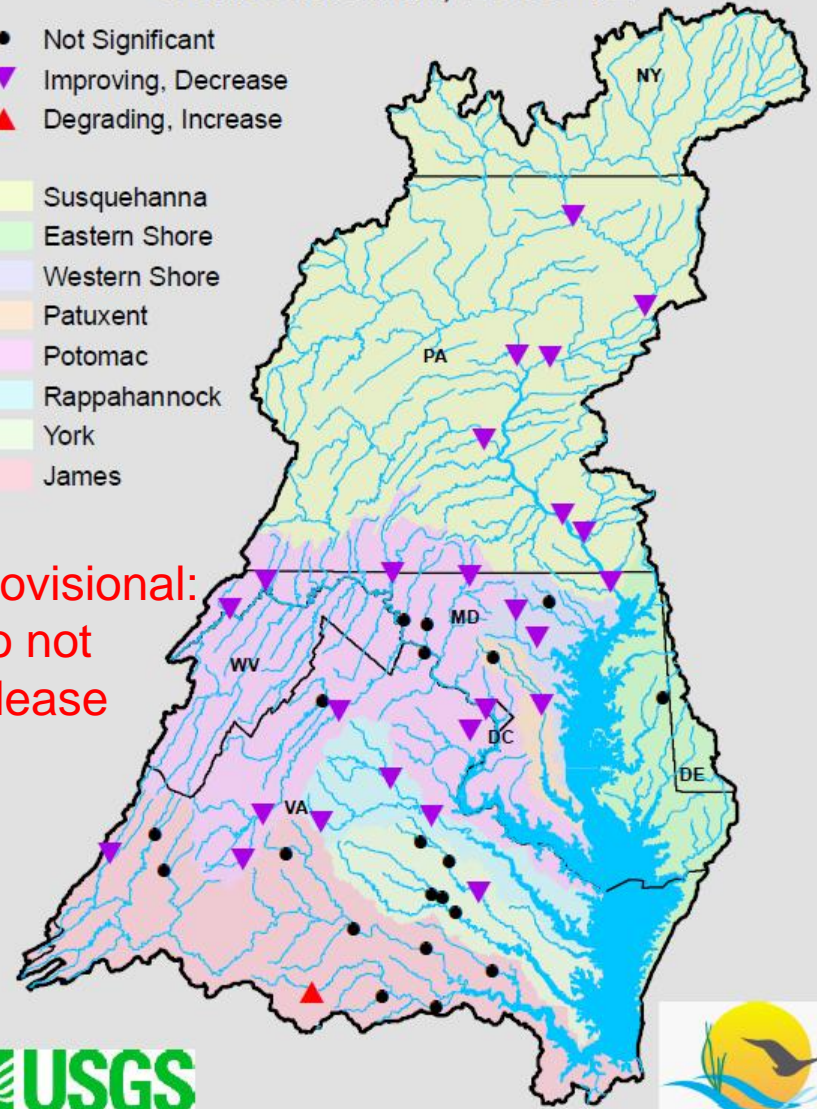 Not Significant
Improving, Decrease
Degrading, Increase
Susquehanna
Eastern Shore
Western Shore
Patuxent
Potomac
Rappahannock
York
James
NY
PA
MD
WV
DC
DE
VA
ovisional:
o not
lease
USGS